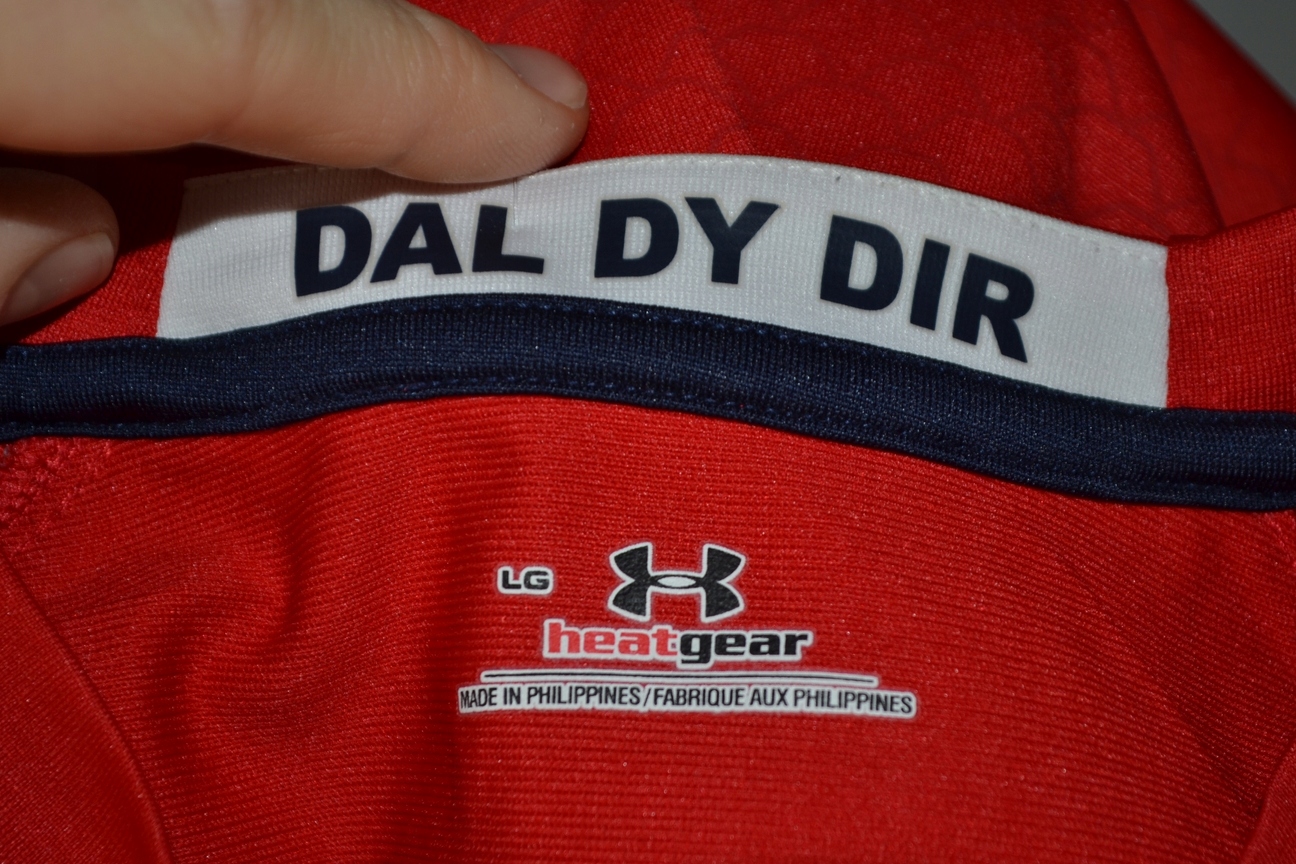 DAL DY DIR
LG
heatgear
MADE IN PHILIPPINES/FABRIQUE AUX PHILIPPINES